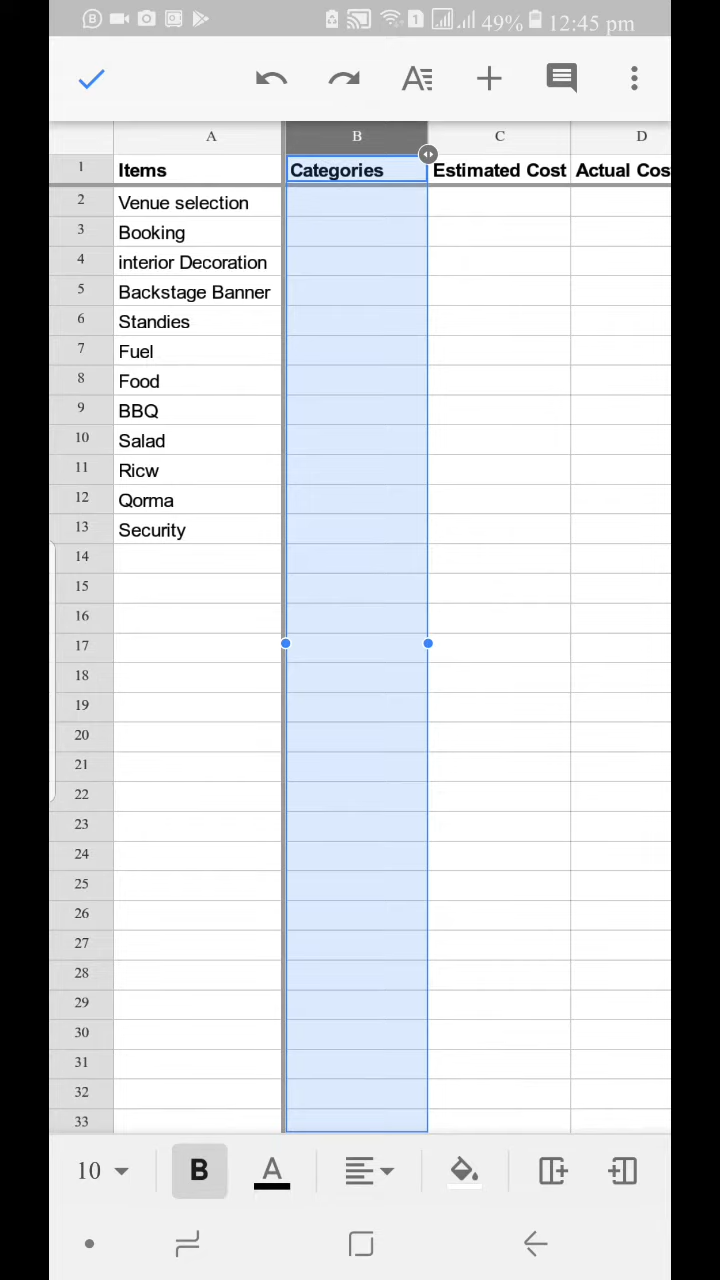 49% 12:45 pm
A B C D
1 Items Categories Estimated Cost Actual Cos
2 Venue selection
3 Booking
4 interior Decoration
5 Backstage Banner
6 Standies
7 Fuel
8 Food
9 BBQ
10 Salad
11 Ricw
12 Qorma
13 Security
14
15
16
17
18
19
20
21
22
23
24
25
26
27
28
29
30
31
32
33
10 B A